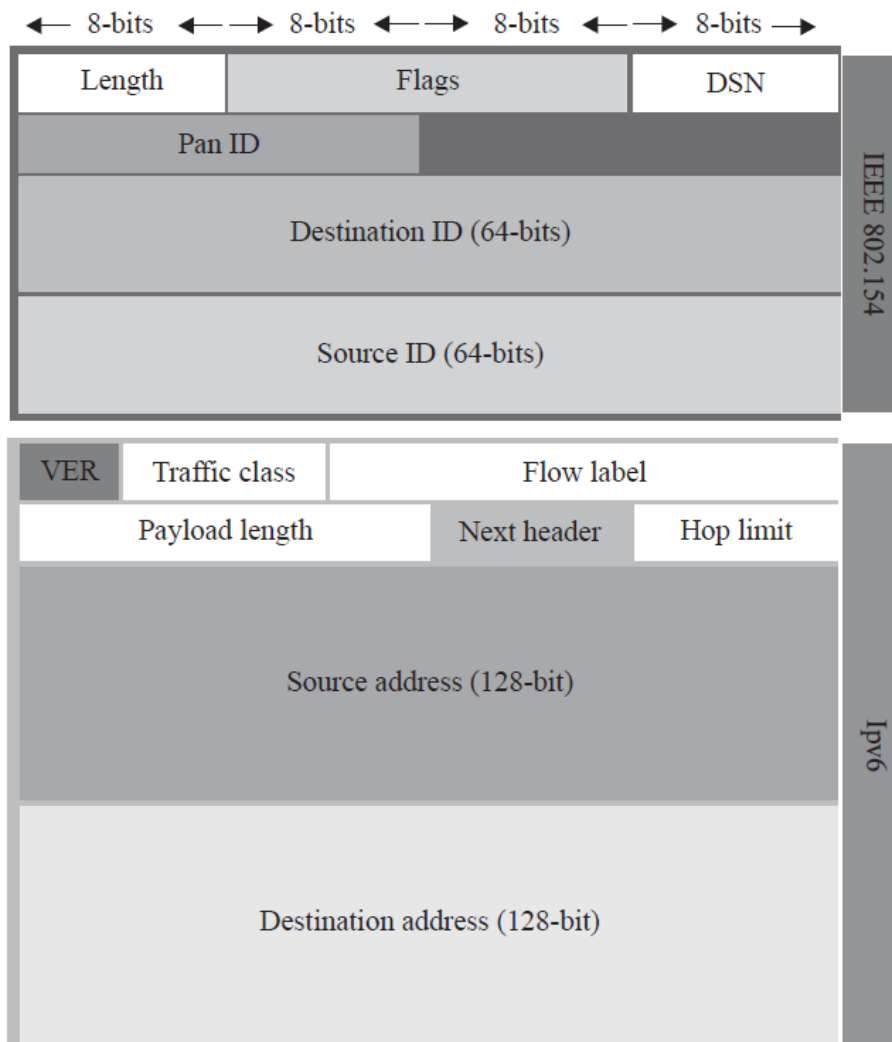 8-bits 8-bits 8-bits 8-bits
Length Flags DSN
Pan ID
Destination ID (64-bits)
Source ID (64-bits)
IEEE 802.154
VER Traffic class Flow label
Payload length Next header Hop limit
Source address (128-bit)
Destination address (128-bit)
Ipv6